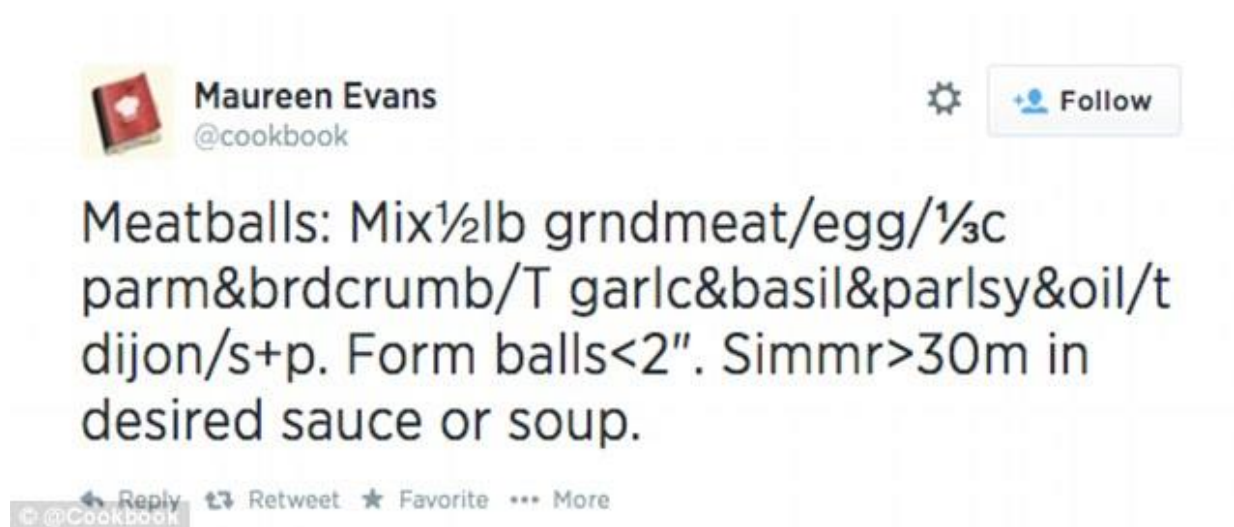 Maureen Evans
@cookbook
Follow
Meatballs: Mix½lb grndmeat/egg/⅓c
parm&brdcrumb/T garlc&basil&parlsy&oil/t
dijon/s+p. Form balls<2". Simmr>30m in
desired sauce or soup.
Reply Retweet Favorite ••• More
© @Cookbook